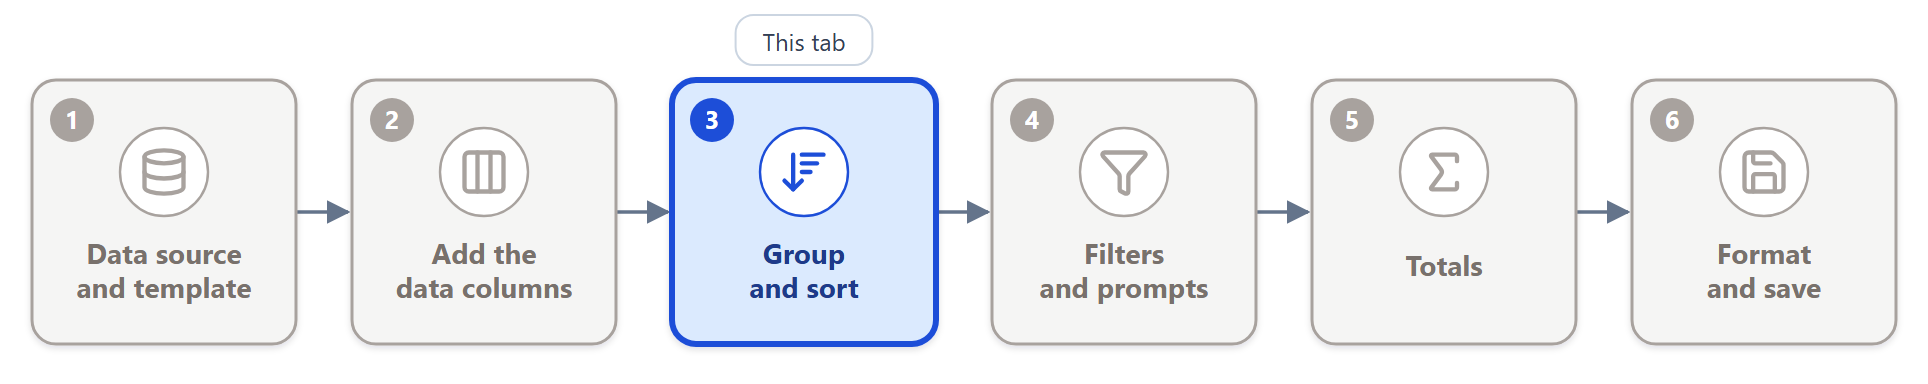 This tab
1
Data source
and template
2
Add the
data columns
3
Group
and sort
4
Filters
and prompts
5
Totals
6
Format
and save